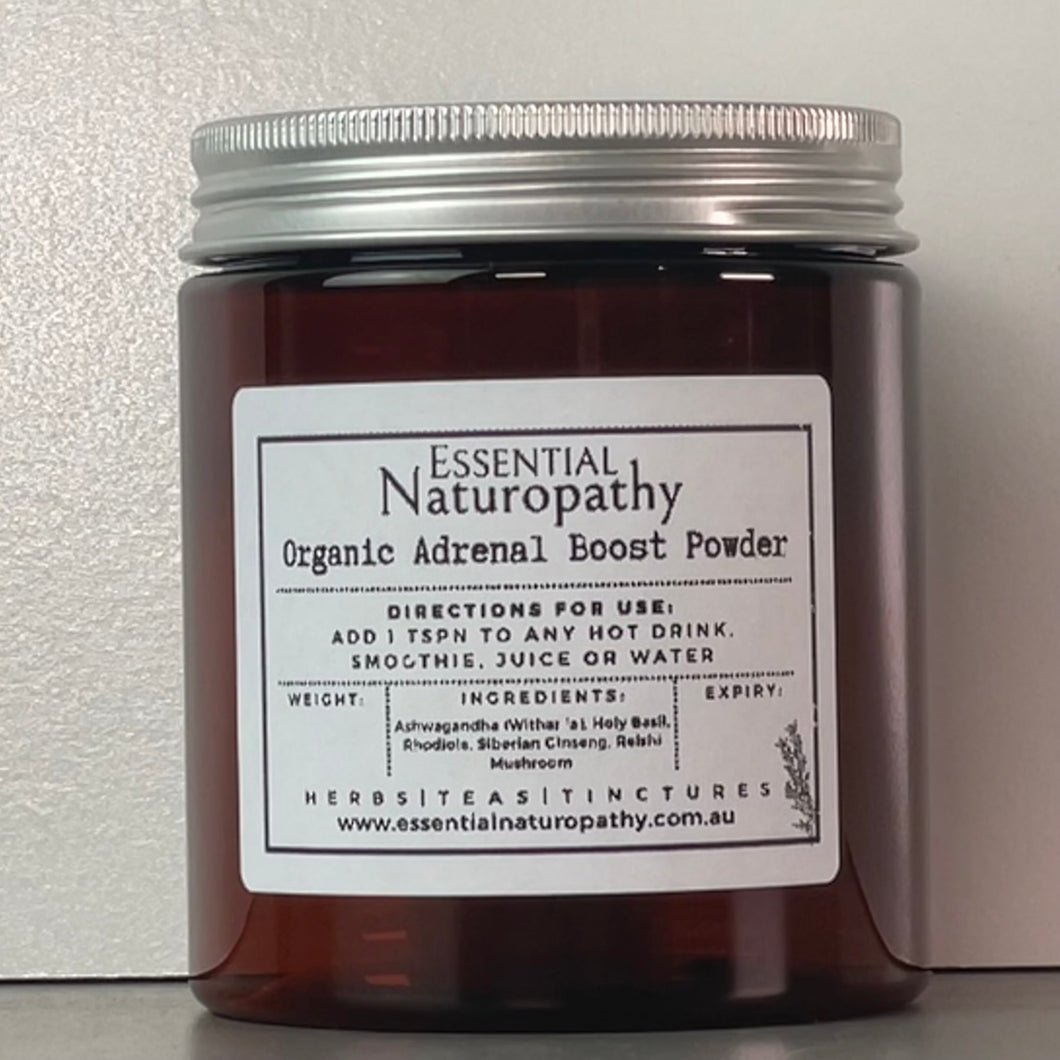 ESSENTIAL
Naturopathy
Organic Adrenal Boost Powder
DIRECTIONS FOR USE:
ADD 1 TSPN TO ANY HOT DRINK,
SMOOTHIE, JUICE OR WATER
WEIGHT:
INGREDIENTS:
Ashwagandha Holy Basil,
Rhodiola, Siberian Ginseng, Reishi
Mushroom
EXPIRY:
HERBS|TEAS|TINCTURES
www.essentialnaturopathy.com.au